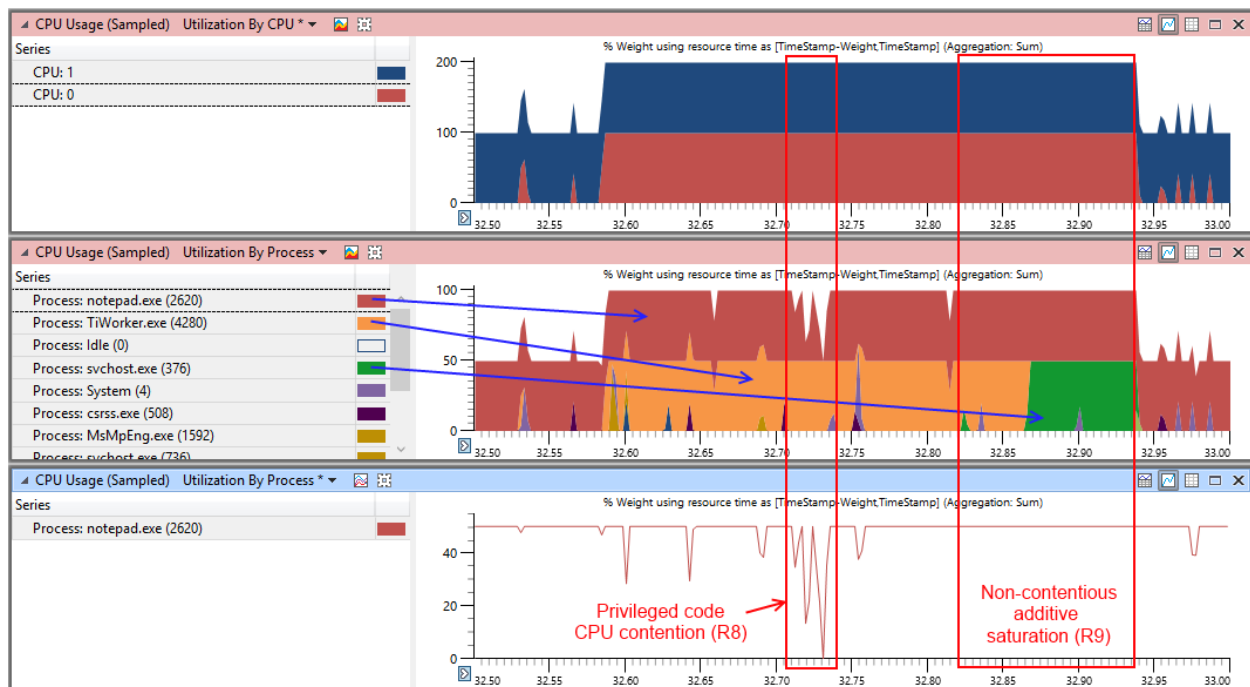 CPU Usage (Sampled) Utilization By CPU *
Series
CPU: 1
CPU: 0
% Weight using resource time as [TimeStamp-Weight,TimeStamp] (Aggregation: Sum)
200
100
0
32.50 32.55 32.60 32.65 32.70 32.75 32.80 32.85 32.90 32.95 33.00
CPU Usage (Sampled) Utilization By Process
Series
Process: notepad.exe (2620)
Process: TiWorker.exe (4280)
Process: Idle (0)
Process: svchost.exe (376)
Process: System (4)
Process: csrss.exe (508)
Process: MsMpEng.exe (1592)
Process: svchost.exe (736)
% Weight using resource time as [TimeStamp-Weight,TimeStamp] (Aggregation: Sum)
100
50
0
32.50 32.55 32.60 32.65 32.70 32.75 32.80 32.85 32.90 32.95 33.00
CPU Usage (Sampled) Utilization By Process *
Series
Process: notepad.exe (2620)
% Weight using resource time as [TimeStamp-Weight,TimeStamp] (Aggregation: Sum)
40
20
0
Privileged code
CPU contention (R8)
Non-contentious
additive
saturation (R9)
32.50 32.55 32.60 32.65 32.70 32.75 32.80 32.85 32.90 32.95 33.00